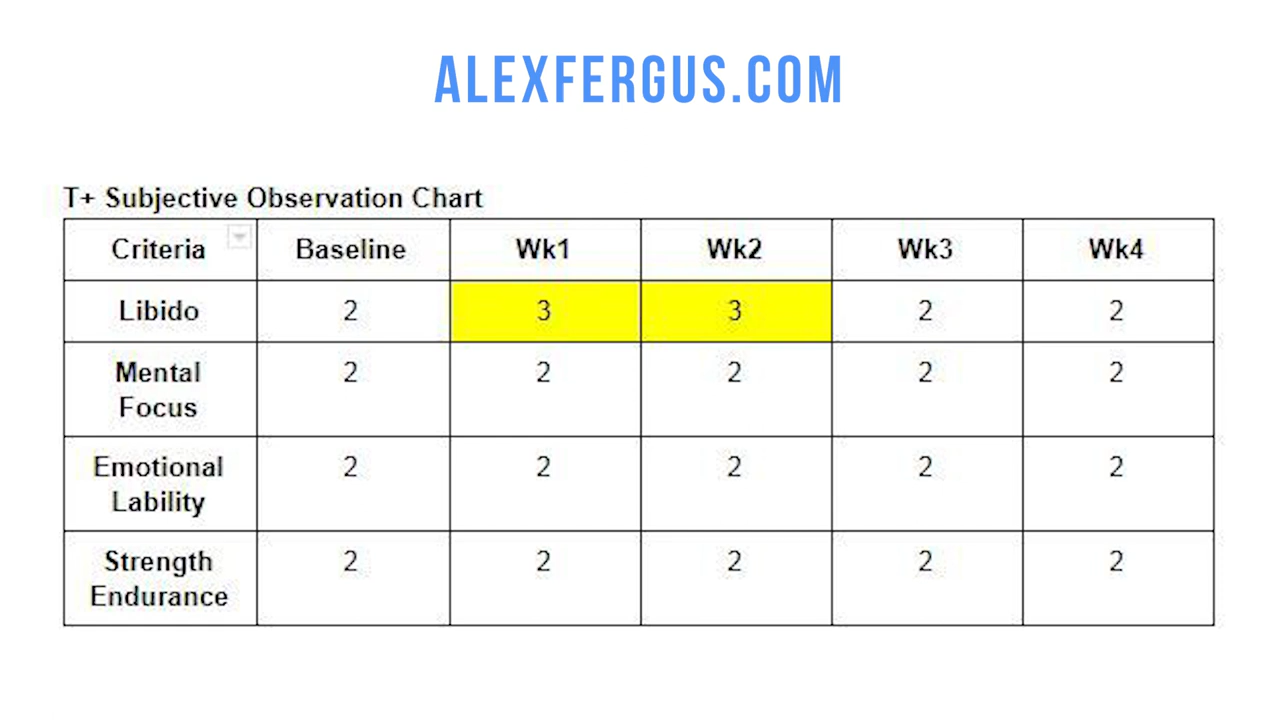 ALEXFERGUS.COM
T+ Subjective Observation Chart
Criteria Baseline Wk1 Wk2 Wk3 Wk4
Libido 2 3 3 2 2
Mental 2 2 2 2 2
Focus
Emotional 2 2 2 2 2
Lability
Strength 2 2 2 2 2
Endurance